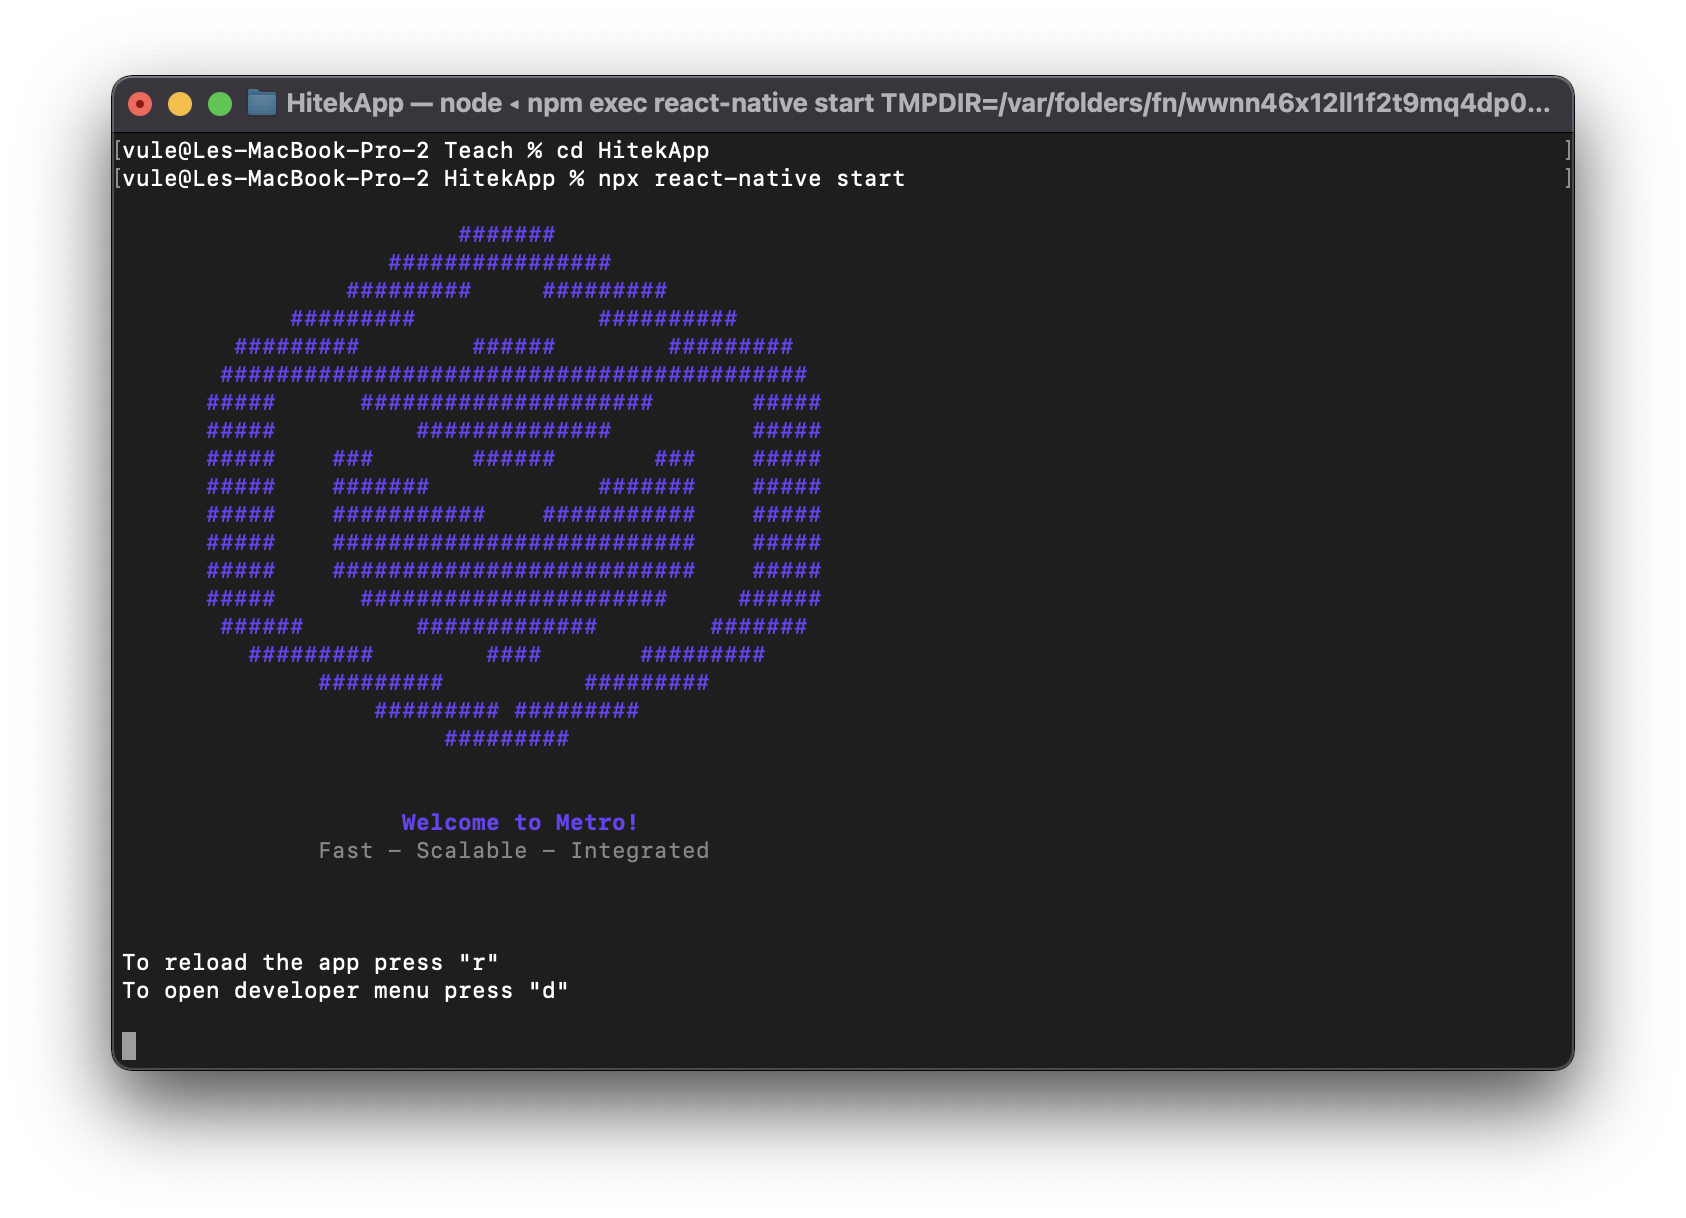 HitekApp — node ◂ npm exec react-native start TMPDIR=/var/folders/fn/wwnn46x12ll1f2t9mq4dp0...
[vule@Les-MacBook-Pro-2 Teach % cd HitekApp ]
[vule@Les-MacBook-Pro-2 HitekApp % npx react-native start ]
                        #######
                   ################
                #########     #########
            #########             ##########
        #########        ######        #########
       ##########################################
      #####      #####################       #####
      #####          ##############          #####
      #####    ###       ######       ###    #####
      #####    #######            #######    #####
      #####    ###########    ###########    #####
      #####    ##########################    #####
      #####    ##########################    #####
      #####      ######################     ######
       ######        #############        #######
         #########        ####       #########
              #########          #########
                  ######### #########
                       #########
Welcome to Metro!
Fast - Scalable - Integrated
To reload the app press "r"
To open developer menu press "d"